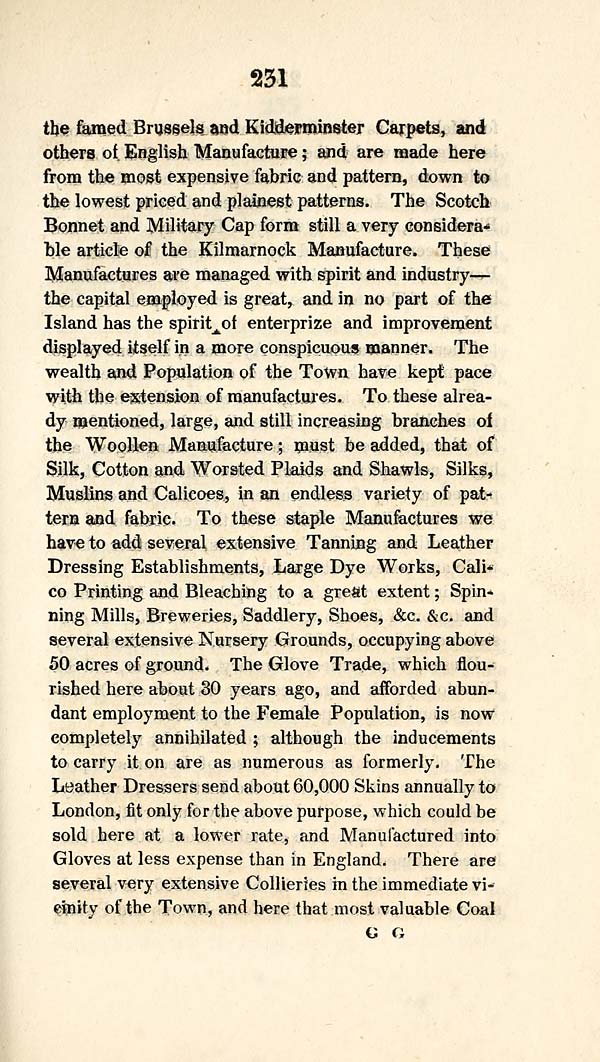 231
the famed Brussels and Kidderminster Carpets, and
others of English Manufacture; and are made here
from the most expensive fabric and pattern, down to
the lowest priced and plainest patterns. The Scotch
Bonnet and Military Cap form still a very considera-
ble article of the Kilmarnock Manufacture. These
Manufactures are managed with spirit and industry—
the capital employed is great, and in no part of the
Island has the spirit‸of enterprize and improvement
displayed itself in a more conspicuous manner. The
wealth and Population of the Town have kept pace
with the extension of manufactures. To these alrea-
dy mentioned, large, and still increasing branches of
the Woollen Manufacture; must be added, that of
Silk, Cotton and Worsted Plaids and Shawls, Silks,
Muslins and Calicoes, in an endless variety of pat-
tern and fabric. To these staple Manufactures we
have to add several extensive Tanning and Leather
Dressing Establishments, Large Dye Works, Cali-
co Printing and Bleaching to a great extent; Spin-
ning Mills, Breweries, Saddlery, Shoes, &c. &c. and
several extensive Nursery Grounds, occupying above
50 acres of ground. The Glove Trade, which flou-
rished here about 30 years ago, and afforded abun-
dant employment to the Female Population, is now
completely annihilated; although the inducements
to carry it on are as numerous as formerly. The
Leather Dressers send about 60,000 Skins annually to
London, fit only for the above purpose, which could be
sold here at a lower rate, and Manufactured into
Gloves at less expense than in England. There are
several very extensive Collieries in the immediate vi-
cinity of the Town, and here that most valuable Coal
G G